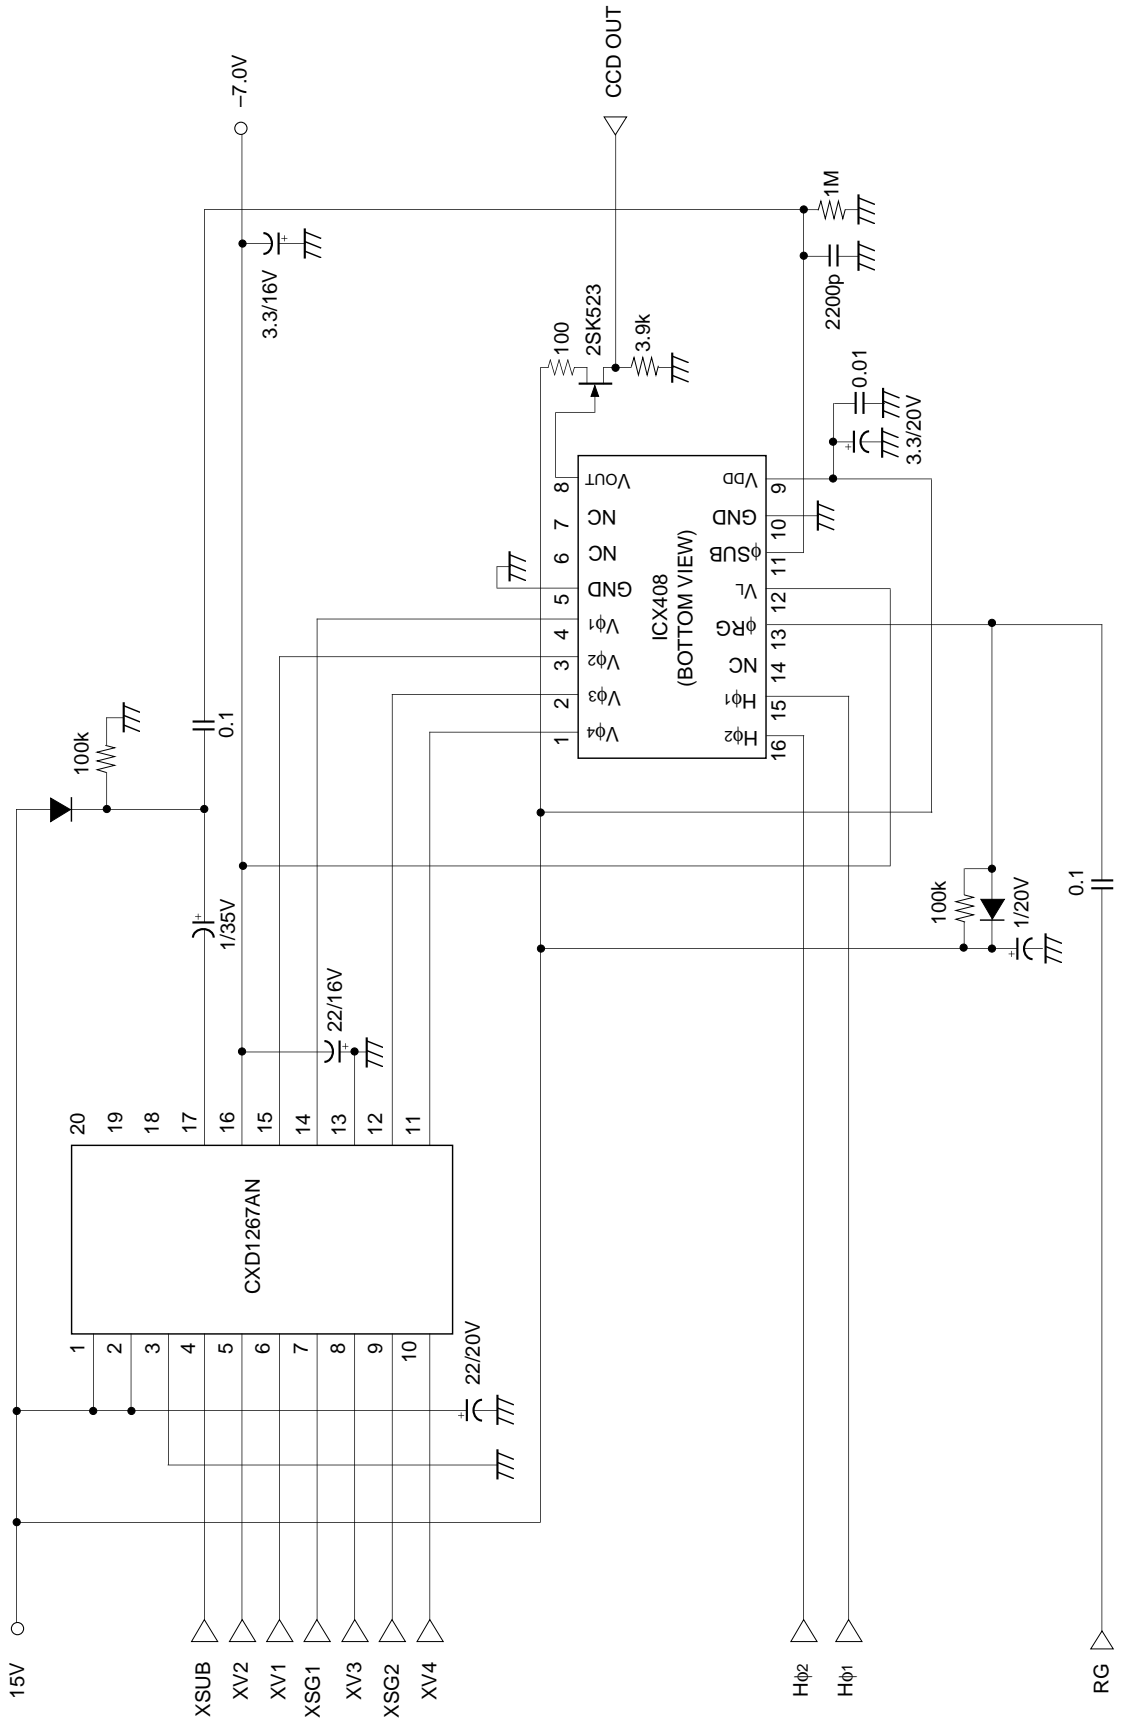 15V
XSUB
XV2
XV1
XSG1
XV3
XSG2
XV4
Hϕ2
Hϕ1
RG
1
2
3
4
5
6
7
8
9
10
22/20V
CXD1267AN
20
19
18
17
16
15
14
13
12
11
22/16V
1/35V
100k
0.1
–7.0V
3.3/16V
100
2SK523
3.9k
CCD OUT
1
2
3
4
5
6
7
8
Vϕ4
Vϕ3
Vϕ2
Vϕ1
GND
NC
NC
VOUT
ICX408
(BOTTOM VIEW)
Hϕ2
Hϕ1
NC
ϕRG
VL
ϕSUB
GND
VDD
16
15
14
13
12
11
10
9
3.3/20V
0.01
2200p
1M
100k
1/20V
0.1